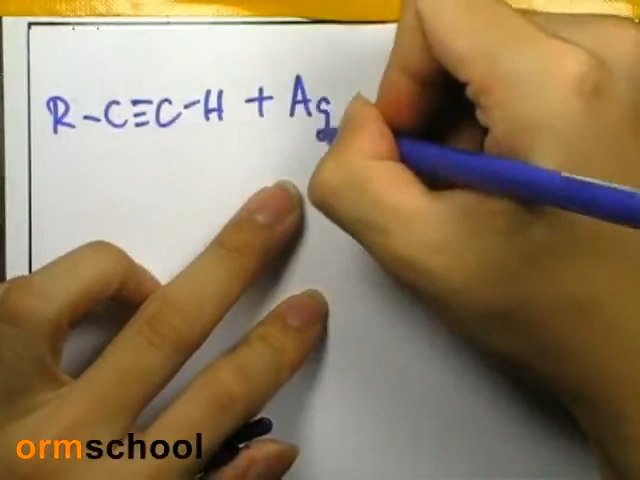 R-C≡C-H + Ag
ormschool